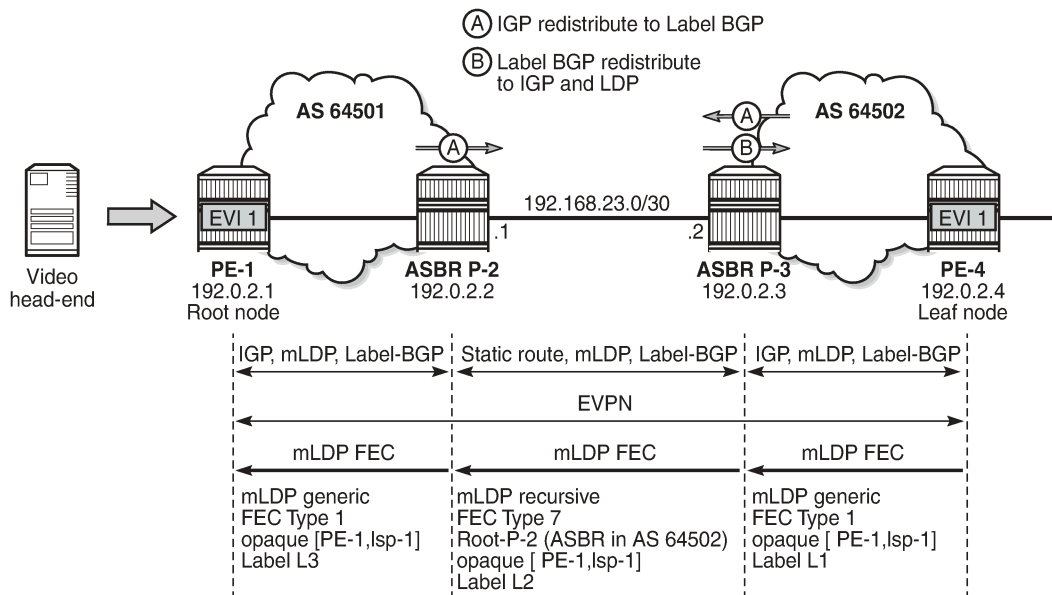 A IGP redistribute to Label BGP
B Label BGP redistribute
to IGP and LDP
AS 64501
AS 64502
A
A
B
EVI 1
192.168.23.0/30
EVI 1
.1
.2
Video
head-end
PE-1
192.0.2.1
Root node
ASBR P-2
192.0.2.2
ASBR P-3
192.0.2.3
PE-4
192.0.2.4
Leaf node
IGP, mLDP, Label-BGP
Static route, mLDP, Label-BGP
IGP, mLDP, Label-BGP
EVPN
mLDP FEC
mLDP FEC
mLDP FEC
mLDP generic
FEC Type 1
opaque [PE-1,lsp-1]
Label L3
mLDP recursive
FEC Type 7
Root-P-2 (ASBR in AS 64502)
opaque [ PE-1,lsp-1]
Label L2
mLDP generic
FEC Type 1
opaque [ PE-1,lsp-1]
Label L1